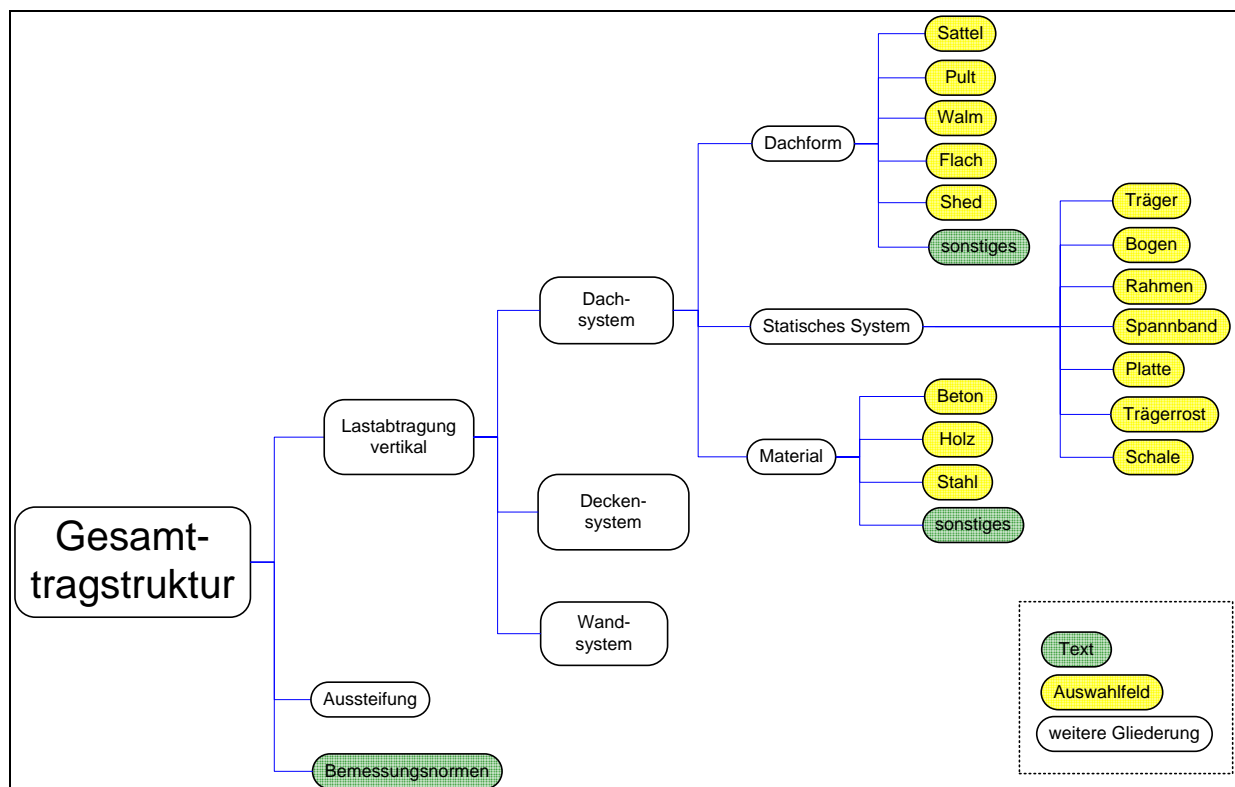 Gesamt-
tragstruktur
Lastabtragung
vertikal
Dach-
system
Dachform
Sattel
Pult
Walm
Flach
Shed
sonstiges
Statisches System
Träger
Bogen
Rahmen
Spannband
Platte
Trägerrost
Schale
Material
Beton
Holz
Stahl
sonstiges
Decken-
system
Wand-
system
Aussteifung
Bemessungsnormen
Text
Auswahlfeld
weitere Gliederung